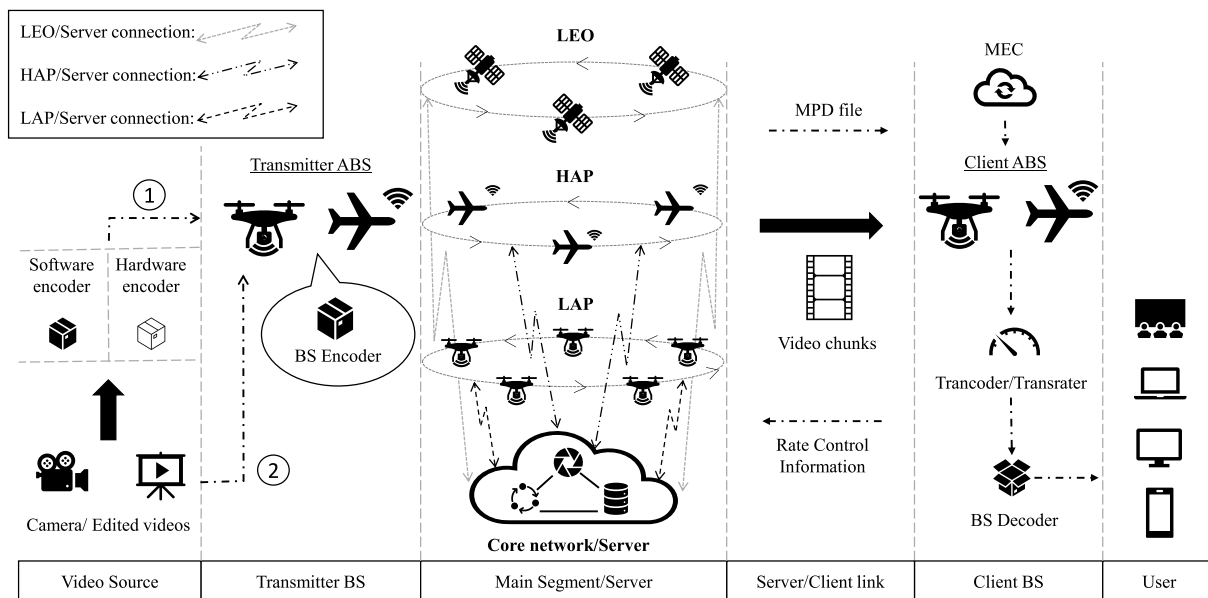 LEO/Server connection:
HAP/Server connection:
LAP/Server connection:
1
Software
encoder
Hardware
encoder
2
Camera/ Edited videos
Video Source
Transmitter ABS
BS Encoder
Transmitter BS
LEO
HAP
LAP
Core network/Server
Main Segment/Server
MPD file
Video chunks
Rate Control
Information
Server/Client link
MEC
Client ABS
Trancoder/Transrater
BS Decoder
Client BS
User